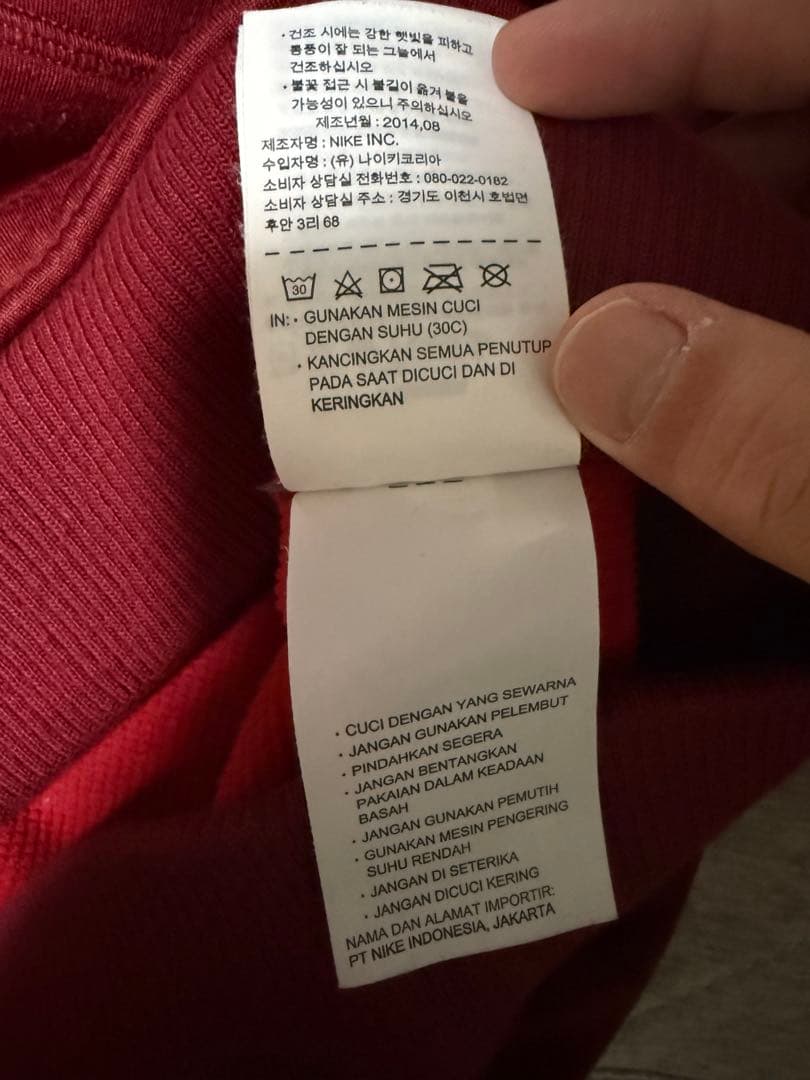 · 건조 시에는 강한 햇빛을 피하고
통풍이 잘 되는 그늘에서
건조하십시오
· 불꽃 접근 시 불길이 옮겨 붙을
가능성이 있으니 주의하십시오
제조년월 : 2014,08
제조자명 : NIKE INC.
수입자명 : (유) 나이키코리아
소비자 상담실 전화번호 : 080-022-0182
소비자 상담실 주소 : 경기도 이천시 호법면
후안 3리 68
30
IN: · GUNAKAN MESIN CUCI
DENGAN SUHU (30C)
· KANCINGKAN SEMUA PENUTUP
PADA SAAT DICUCI DAN DI
KERINGKAN
· CUCI DENGAN YANG SEWARNA
· JANGAN GUNAKAN PELEMBUT
· PINDAHKAN SEGERA
· JANGAN BENTANGKAN
PAKAIAN DALAM KEADAAN
BASAH
· JANGAN GUNAKAN PEMUTIH
· GUNAKAN MESIN PENGERING
SUHU RENDAH
· JANGAN DI SETERIKA
· JANGAN DICUCI KERING
NAMA DAN ALAMAT IMPORTIR:
PT NIKE INDONESIA, JAKARTA